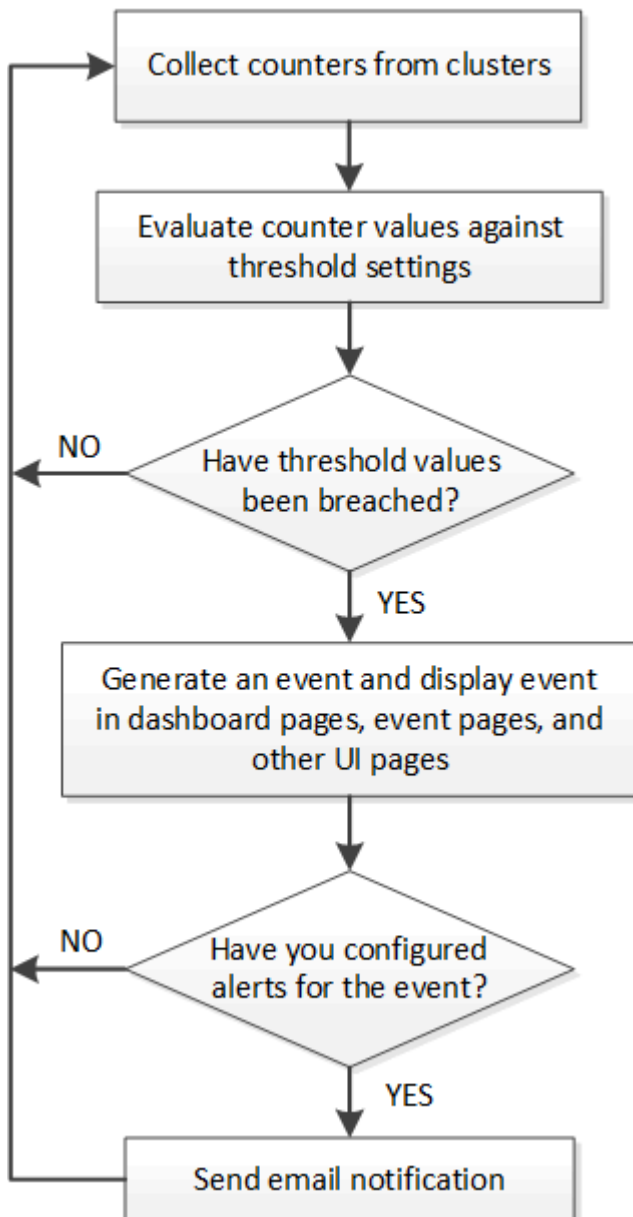 Collect counters from clusters
Evaluate counter values against
threshold settings
NO
Have threshold values
been breached?
YES
Generate an event and display event
in dashboard pages, event pages, and
other UI pages
NO
Have you configured
alerts for the event?
YES
Send email notification